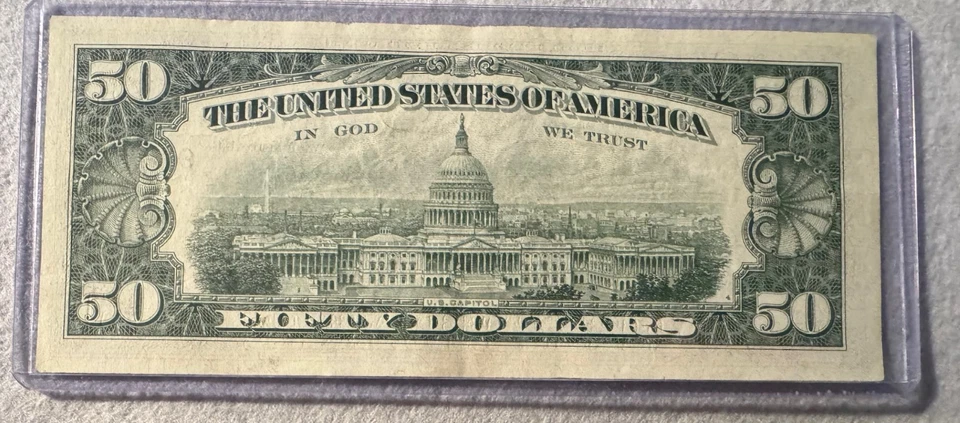 50 50
THE UNITED STATES OF AMERICA
IN GOD WE TRUST
U.S. CAPITOL
50 FIFTY DOLLARS 50